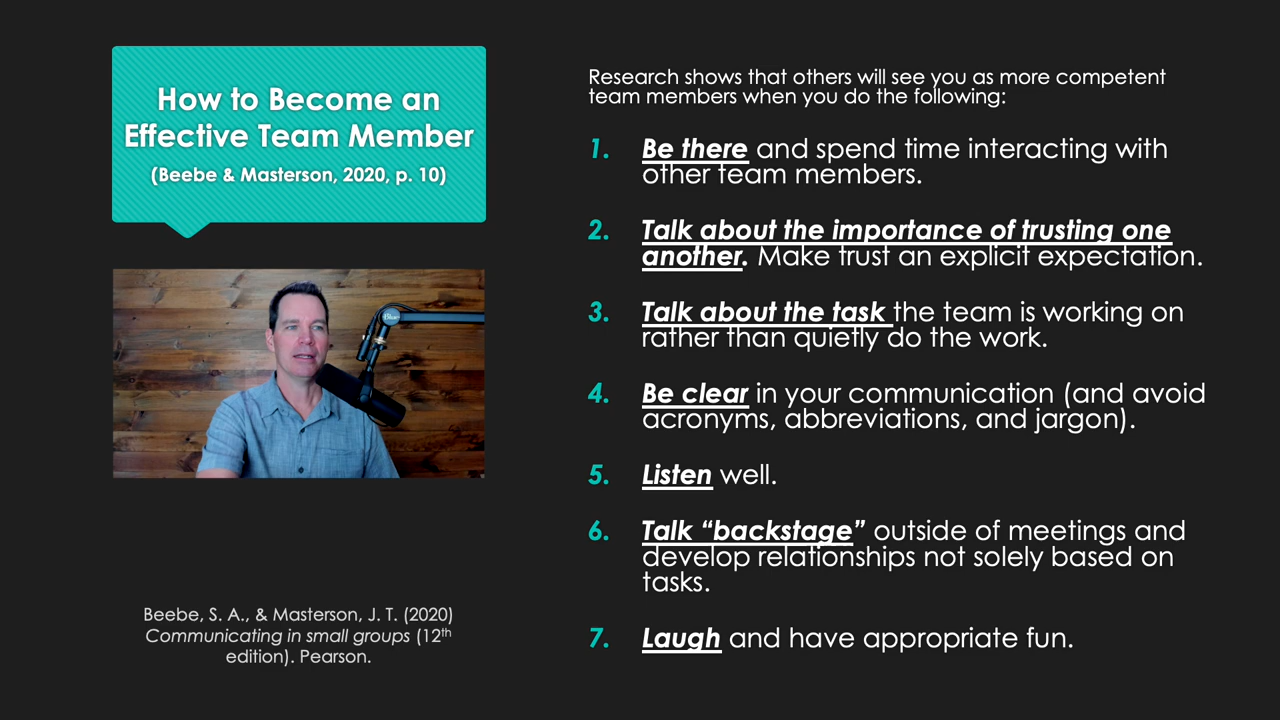 How to Become an
Effective Team Member
(Beebe & Masterson, 2020, p. 10)
Research shows that others will see you as more competent
team members when you do the following:
1. Be there and spend time interacting with
other team members.
2. Talk about the importance of trusting one
another. Make trust an explicit expectation.
3. Talk about the task the team is working on
rather than quietly do the work.
4. Be clear in your communication (and avoid
acronyms, abbreviations, and jargon).
5. Listen well.
6. Talk “backstage” outside of meetings and
develop relationships not solely based on
tasks.
7. Laugh and have appropriate fun.
Blue
Beebe, S. A., & Masterson, J. T. (2020)
Communicating in small groups (12th
edition). Pearson.